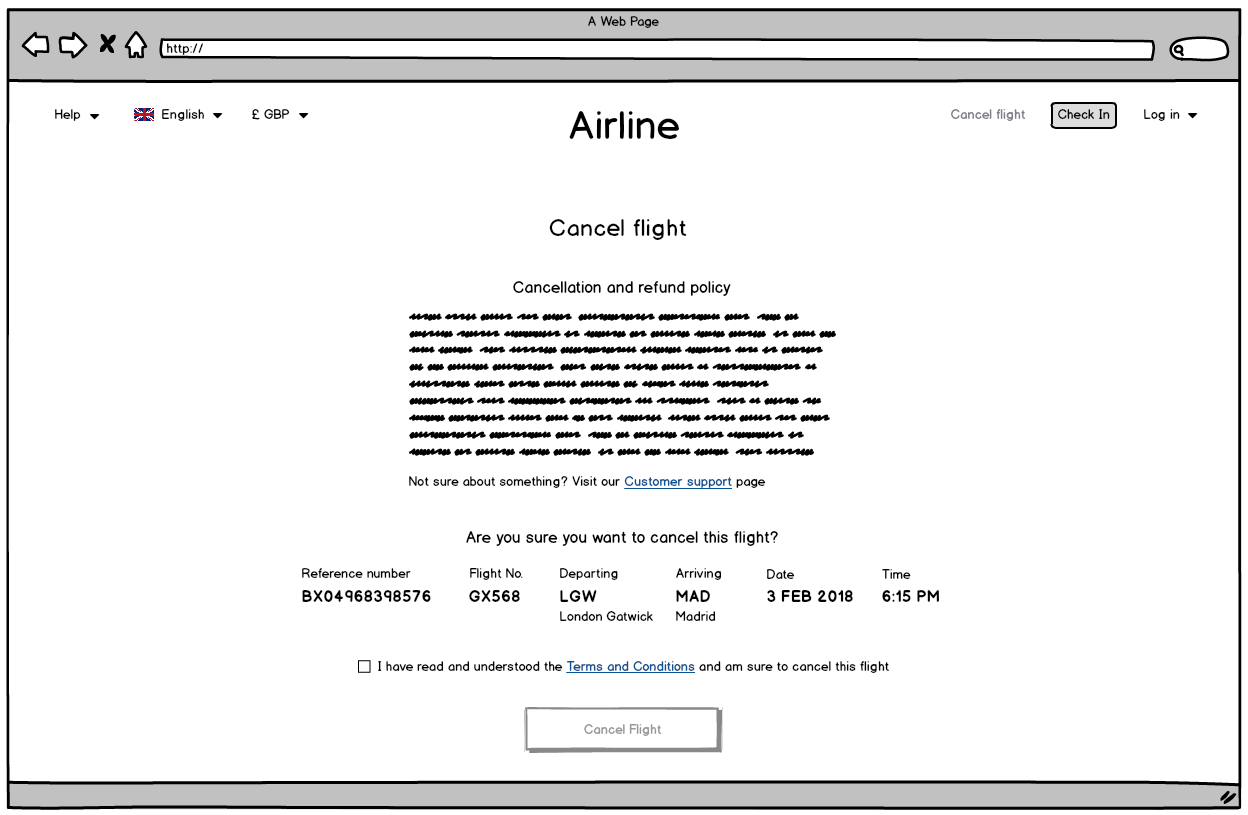 A Web Page
http://
Help
English
£ GBP
Airline
Cancel flight
Check In
Log in
Cancel flight
Cancellation and refund policy
Not sure about something? Visit our Customer support page
Are you sure you want to cancel this flight?
Reference number Flight No. Departing Arriving Date Time
BX04968398576 GX568 LGW MAD 3 FEB 2018 6:15 PM
London Gatwick Madrid
I have read and understood the Terms and Conditions and am sure to cancel this flight
Cancel Flight